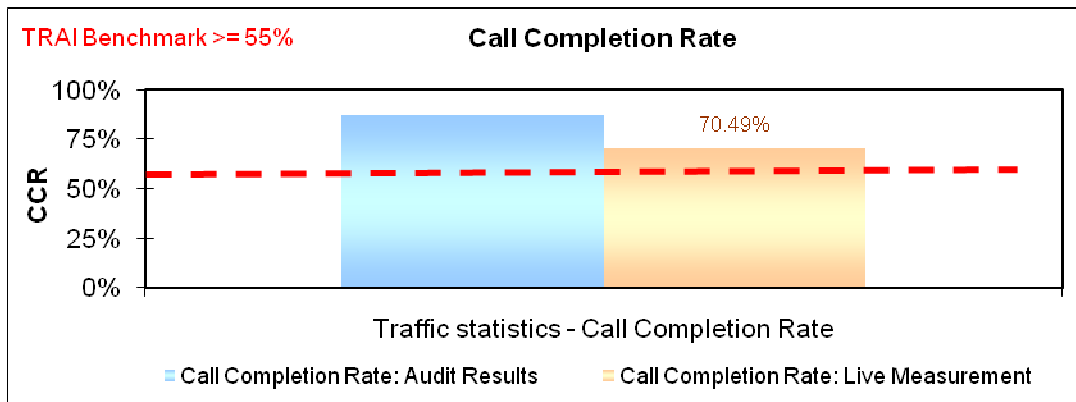 TRAI Benchmark >= 55%
Call Completion Rate
100%
75%
50%
25%
0%
CCR
70.49%
Traffic statistics - Call Completion Rate
Call Completion Rate: Audit Results
Call Completion Rate: Live Measurement